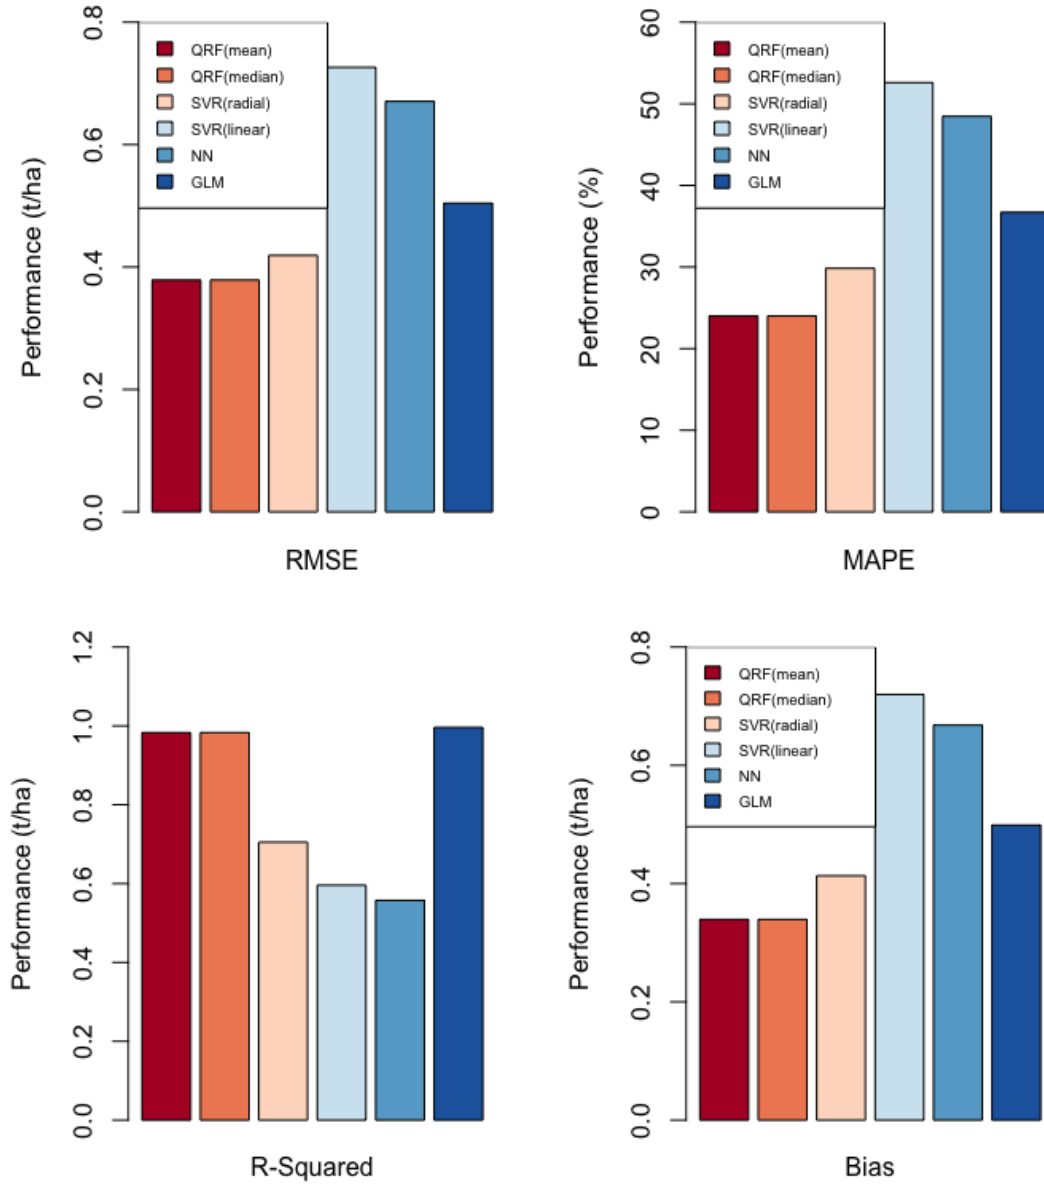 Performance (t/ha)
0.0 0.2 0.4 0.6 0.8
QRF(mean)
QRF(median)
SVR(radial)
SVR(linear)
NN
GLM
RMSE
Performance (%)
0 10 20 30 40 50 60
QRF(mean)
QRF(median)
SVR(radial)
SVR(linear)
NN
GLM
MAPE
Performance (t/ha)
0.0 0.2 0.4 0.6 0.8 1.0 1.2
R-Squared
Performance (t/ha)
0.0 0.2 0.4 0.6 0.8
QRF(mean)
QRF(median)
SVR(radial)
SVR(linear)
NN
GLM
Bias